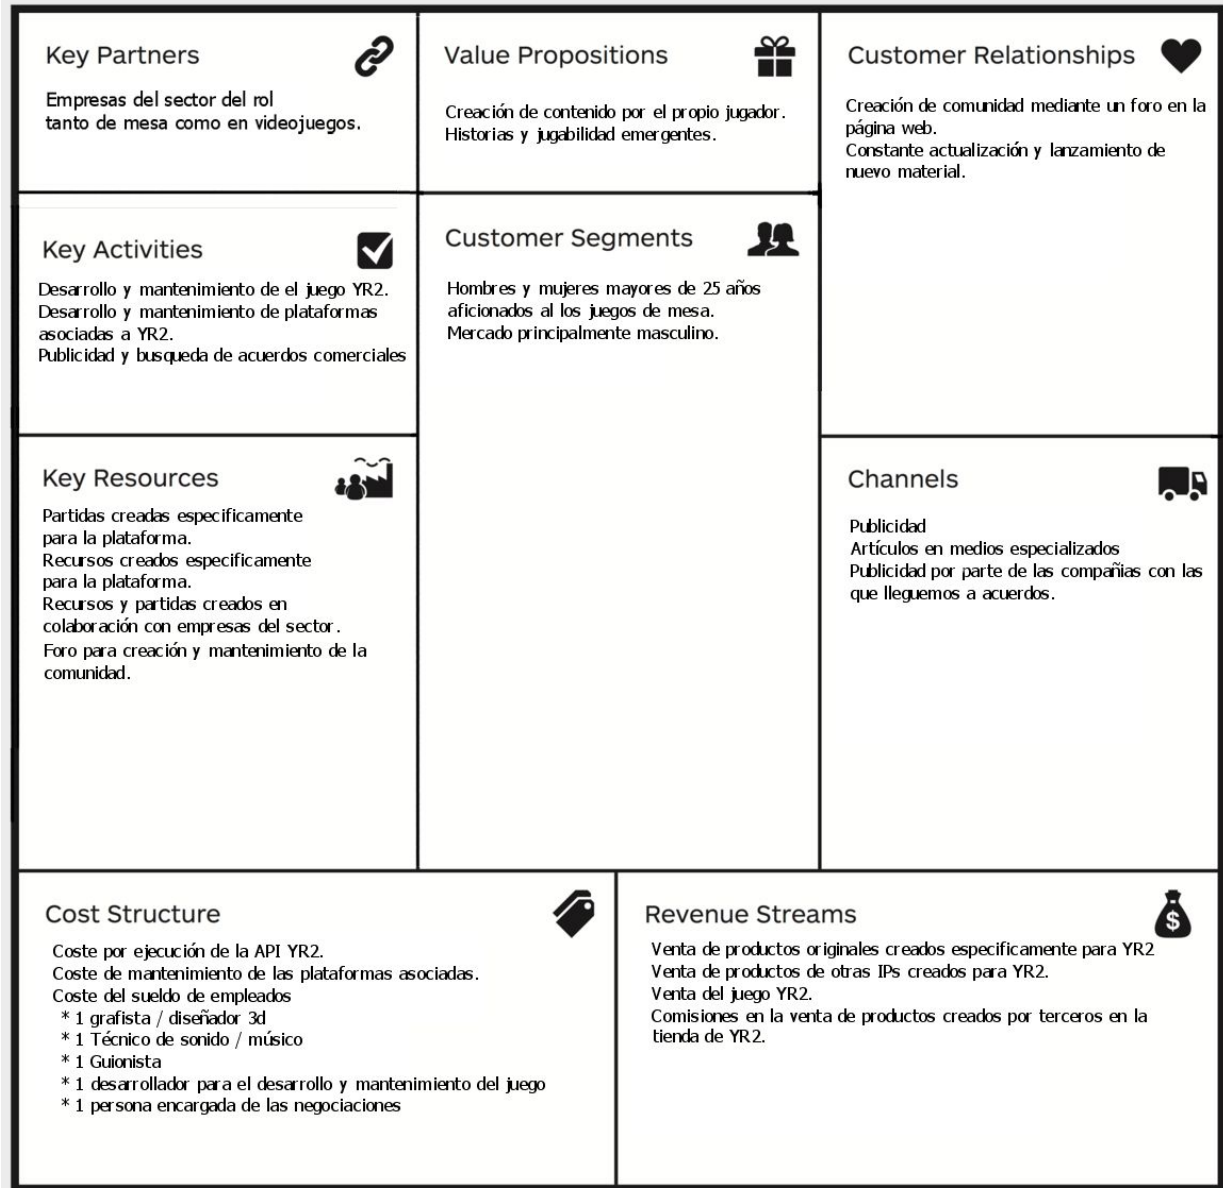 Key Partners
Empresas del sector del rol
tanto de mesa como en videojuegos.
Value Propositions
Creación de contenido por el propio jugador.
Historias y jugabilidad emergentes.
Customer Relationships
Creación de comunidad mediante un foro en la
página web.
Constante actualización y lanzamiento de
nuevo material.
Key Activities
Desarrollo y mantenimiento de el juego YR2.
Desarrollo y mantenimiento de plataformas
asociadas a YR2.
Publicidad y busqueda de acuerdos comerciales
Customer Segments
Hombres y mujeres mayores de 25 años
aficionados al los juegos de mesa.
Mercado principalmente masculino.
Key Resources
Partidas creadas especificamente
para la plataforma.
Recursos creados especificamente
para la plataforma.
Recursos y partidas creados en
colaboración con empresas del sector.
Foro para creación y mantenimiento de la
comunidad.
Channels
Publicidad
Artículos en medios especializados
Publicidad por parte de las compañias con las
que lleguemos a acuerdos.
Cost Structure
Coste por ejecución de la API YR2.
Coste de mantenimiento de las plataformas asociadas.
Coste del sueldo de empleados
* 1 grafista / diseñador 3d
* 1 Técnico de sonido / músico
* 1 Guionista
* 1 desarrollador para el desarrollo y mantenimiento del juego
* 1 persona encargada de las negociaciones
Revenue Streams
$
Venta de productos originales creados especificamente para YR2
Venta de productos de otras IPs creados para YR2.
Venta del juego YR2.
Comisiones en la venta de productos creados por terceros en la
tienda de YR2.